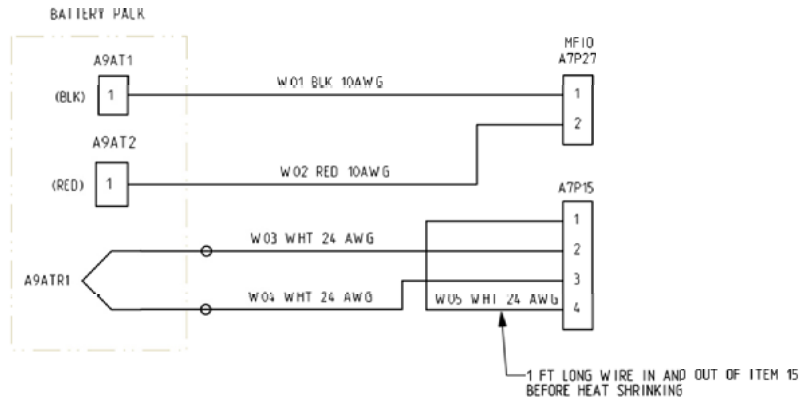 BATTERY PACK
MFIO
A7P27
A9AT1
(BLK)
1
W01 BLK 10AWG
1
2
A9AT2
(RED)
1
W02 RED 10AWG
A7P15
1
W03 WHT 24 AWG
2
A9ATR1
3
W04 WHT 24 AWG
W05 WHT 24 AWG
4
1 FT LONG WIRE IN AND OUT OF ITEM 15
BEFORE HEAT SHRINKING